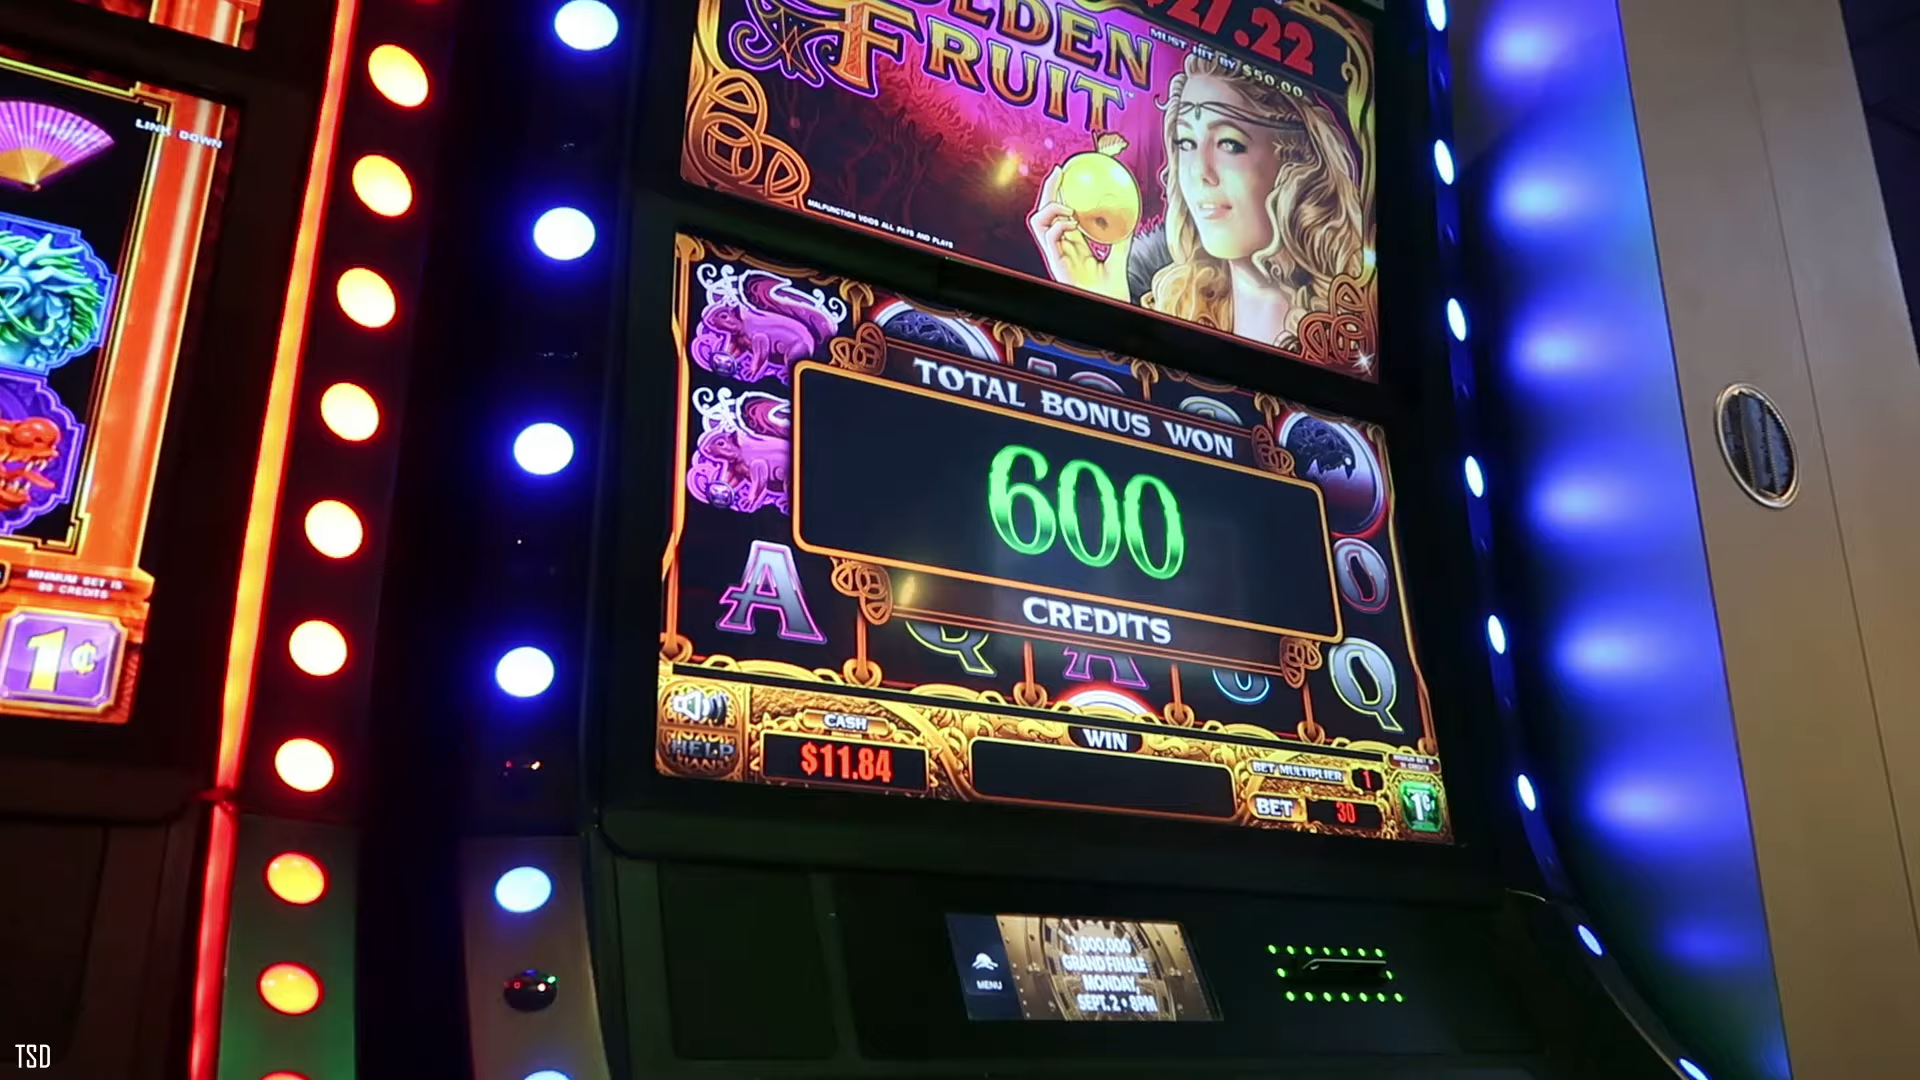 $27.22
MUST HIT BY $50.00
FRUIT
MALFUNCTION VOIDS ALL PAYS AND PLAYS
LINK DOWN
TOTAL BONUS WON
600
CREDITS
A
Q
A
Q
MINIMUM BET IS
88 CREDITS
1¢
CASH
$11.84
HELP
WIN
BET MULTIPLIER 1
BET 30
1¢
MENU
$1,000,000
GRAND FINALE
MONDAY,
SEPT. 2 • 8PM
TSD